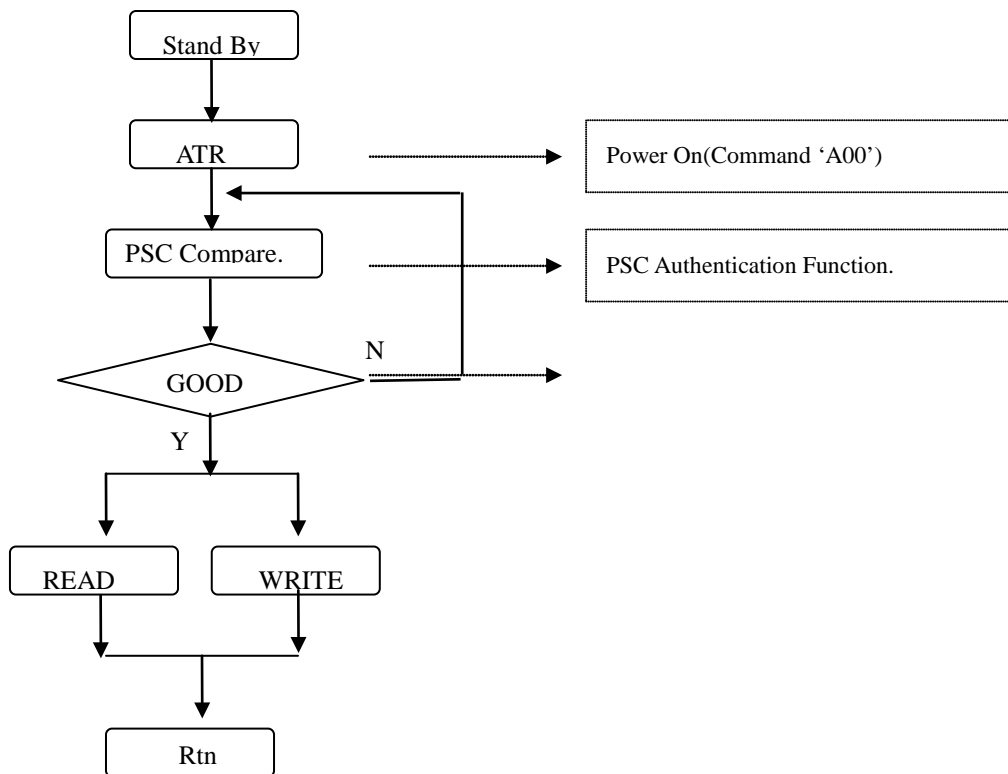 Stand By
ATR
Power On(Command ‘A00’)
PSC Compare.
PSC Authentication Function.
N
GOOD
Y
READ
WRITE
Rtn